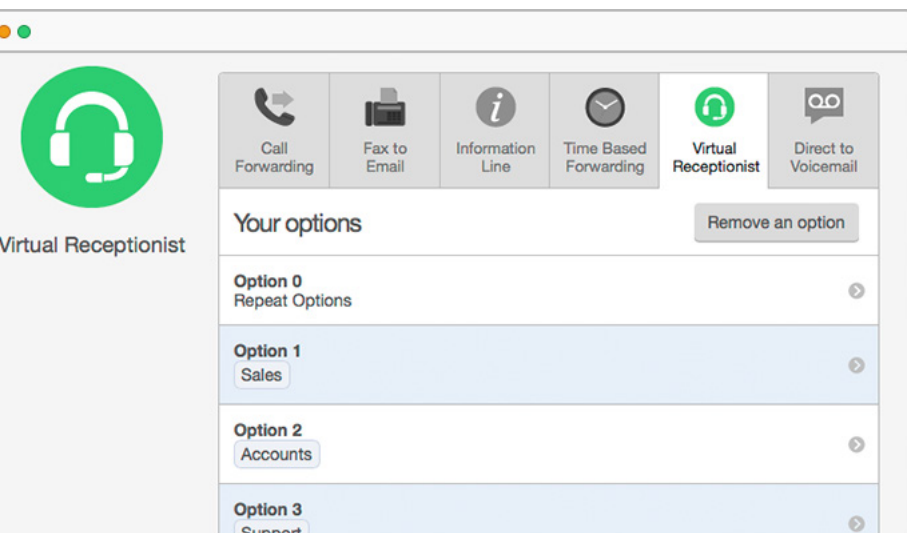 Virtual Receptionist
Call
Forwarding
Fax to
Email
Information
Line
Time Based
Forwarding
Virtual
Receptionist
Direct to
Voicemail
Your options
Remove an option
Option 0
Repeat Options
Option 1
Sales
Option 2
Accounts
Option 3
Support